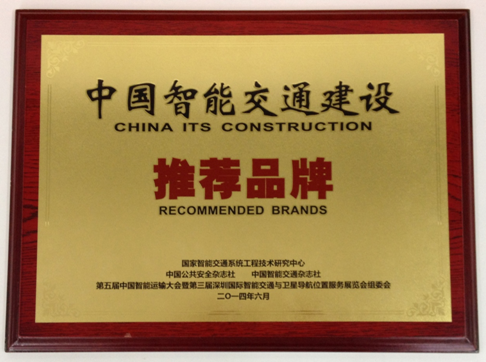 中国智能交通建设
CHINA ITS CONSTRUCTION
推荐品牌
RECOMMENDED BRANDS
国家智能交通系统工程技术研究中心
中国公共安全杂志社 中国智能交通杂志社
第五届中国智能运输大会暨第三届深圳国际智能交通与卫星导航位置服务展览会组委会
二〇一四年六月